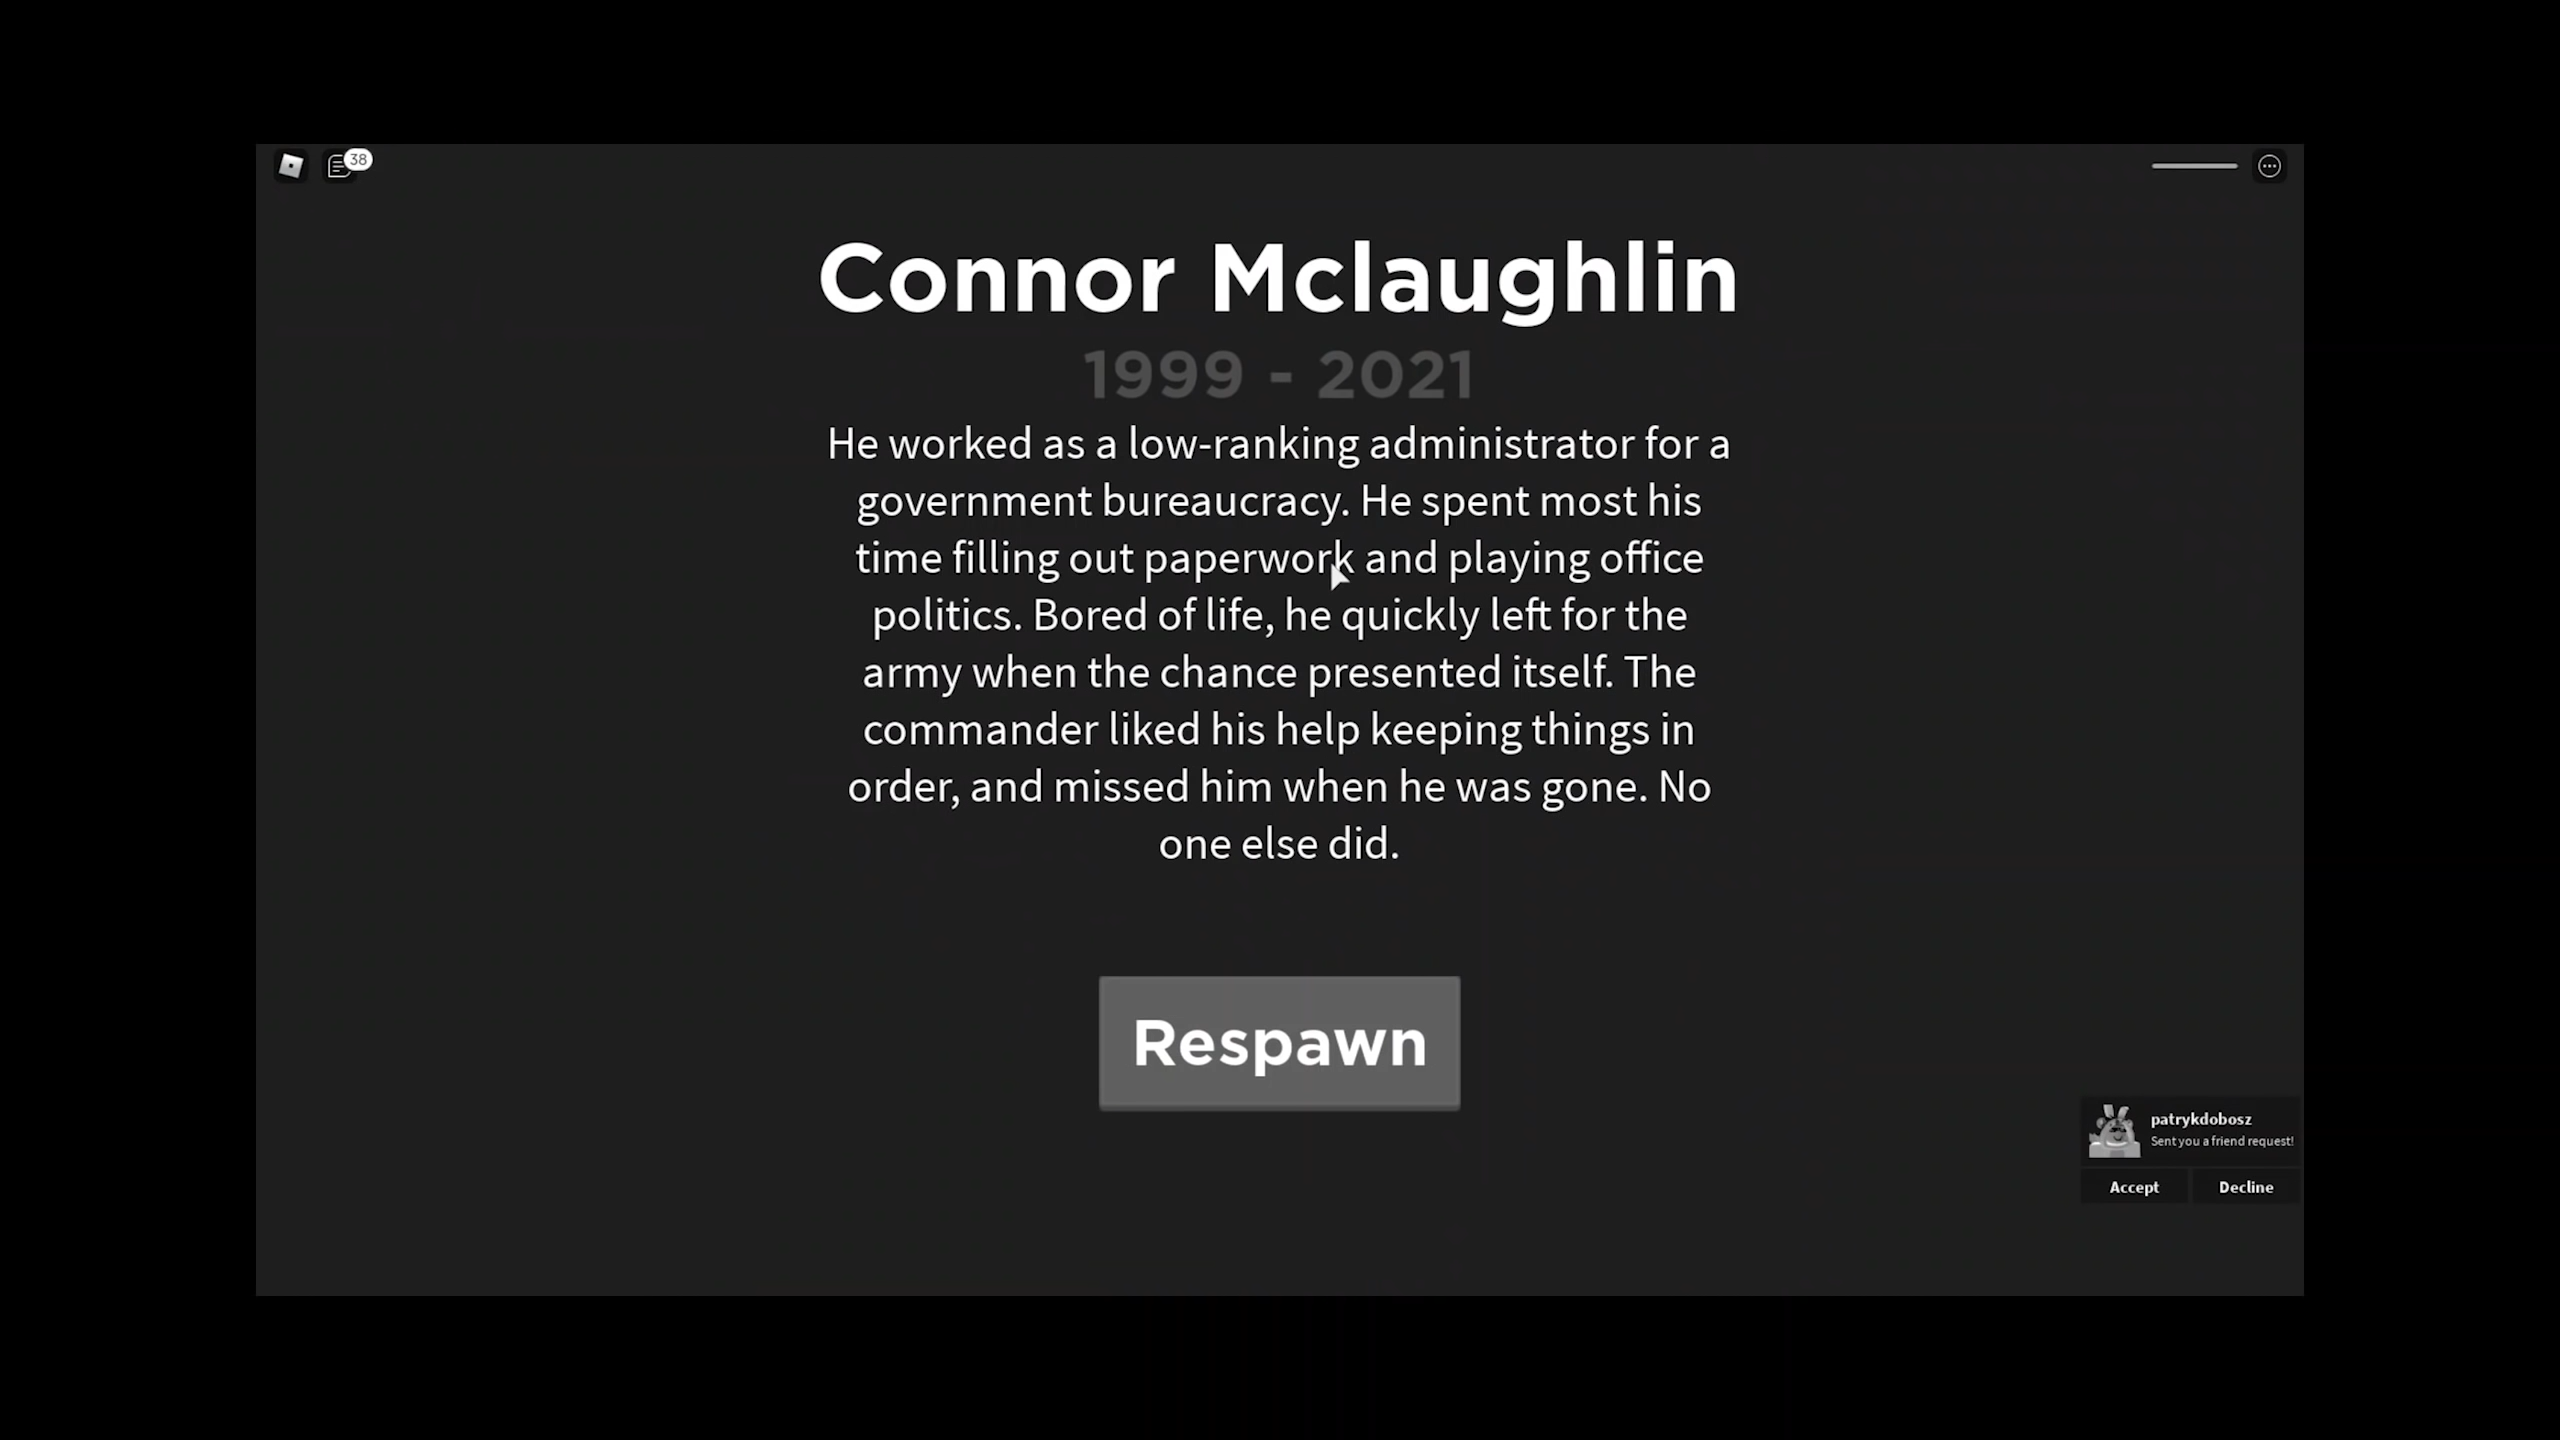 38
Connor Mclaughlin
1999 - 2021
He worked as a low-ranking administrator for a
government bureaucracy. He spent most his
time filling out paperwork and playing office
politics. Bored of life, he quickly left for the
army when the chance presented itself. The
commander liked his help keeping things in
order, and missed him when he was gone. No
one else did.
Respawn
patrykdobosz
Sent you a friend request!
Accept Decline